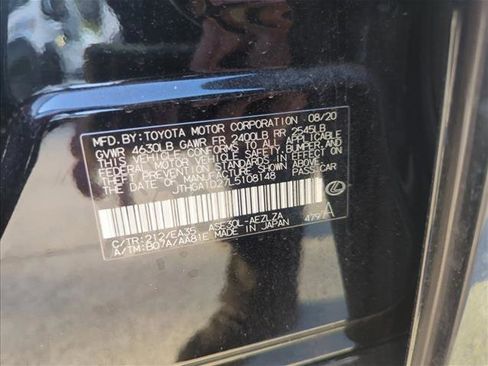 MFD. BY: TOYOTA MOTOR CORPORATION 08/20
GVWR 4630LB GAWR FR 2400LB RR 2545LB
THIS VEHICLE CONFORMS TO ALL APPLICABLE
FEDERAL MOTOR VEHICLE SAFETY, BUMPER, AND
THEFT PREVENTION STANDARDS IN EFFECT ON
THE DATE OF MANUFACTURE SHOWN ABOVE.
JTHGA1D27L5108148 PASS.CAR
C/TR:212/EA35 ASE30L-AEZLZA
A/TM:B07A/AA81E MADE IN JAPAN 479 A